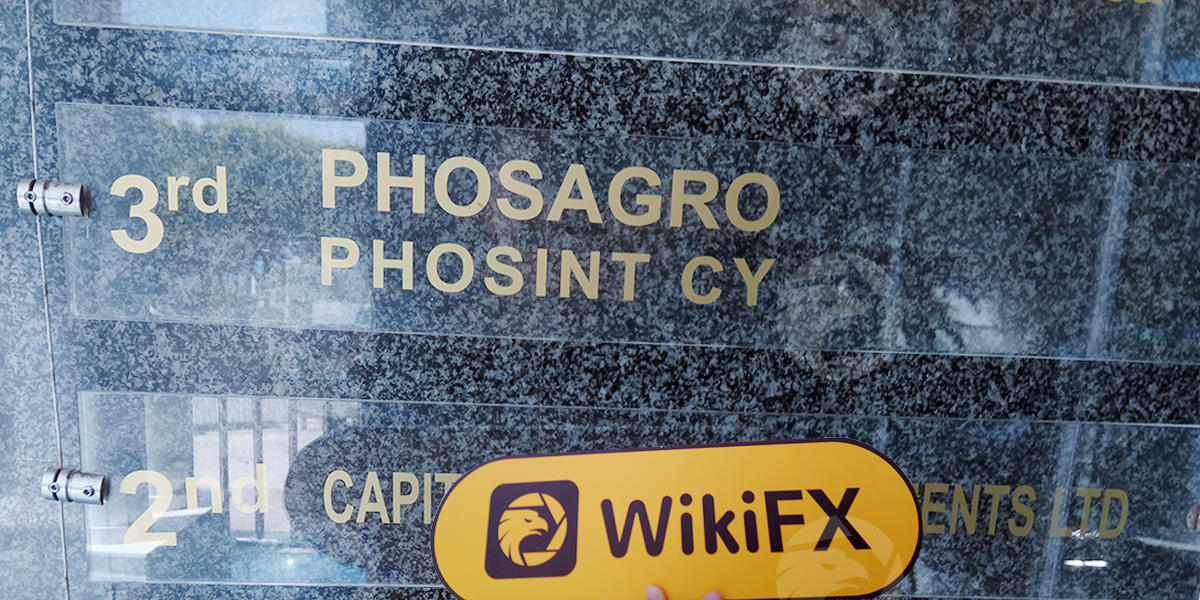 3rd PHOSAGRO
PHOSINT CY
2nd CAPIT ENTS LTD
WikiFX